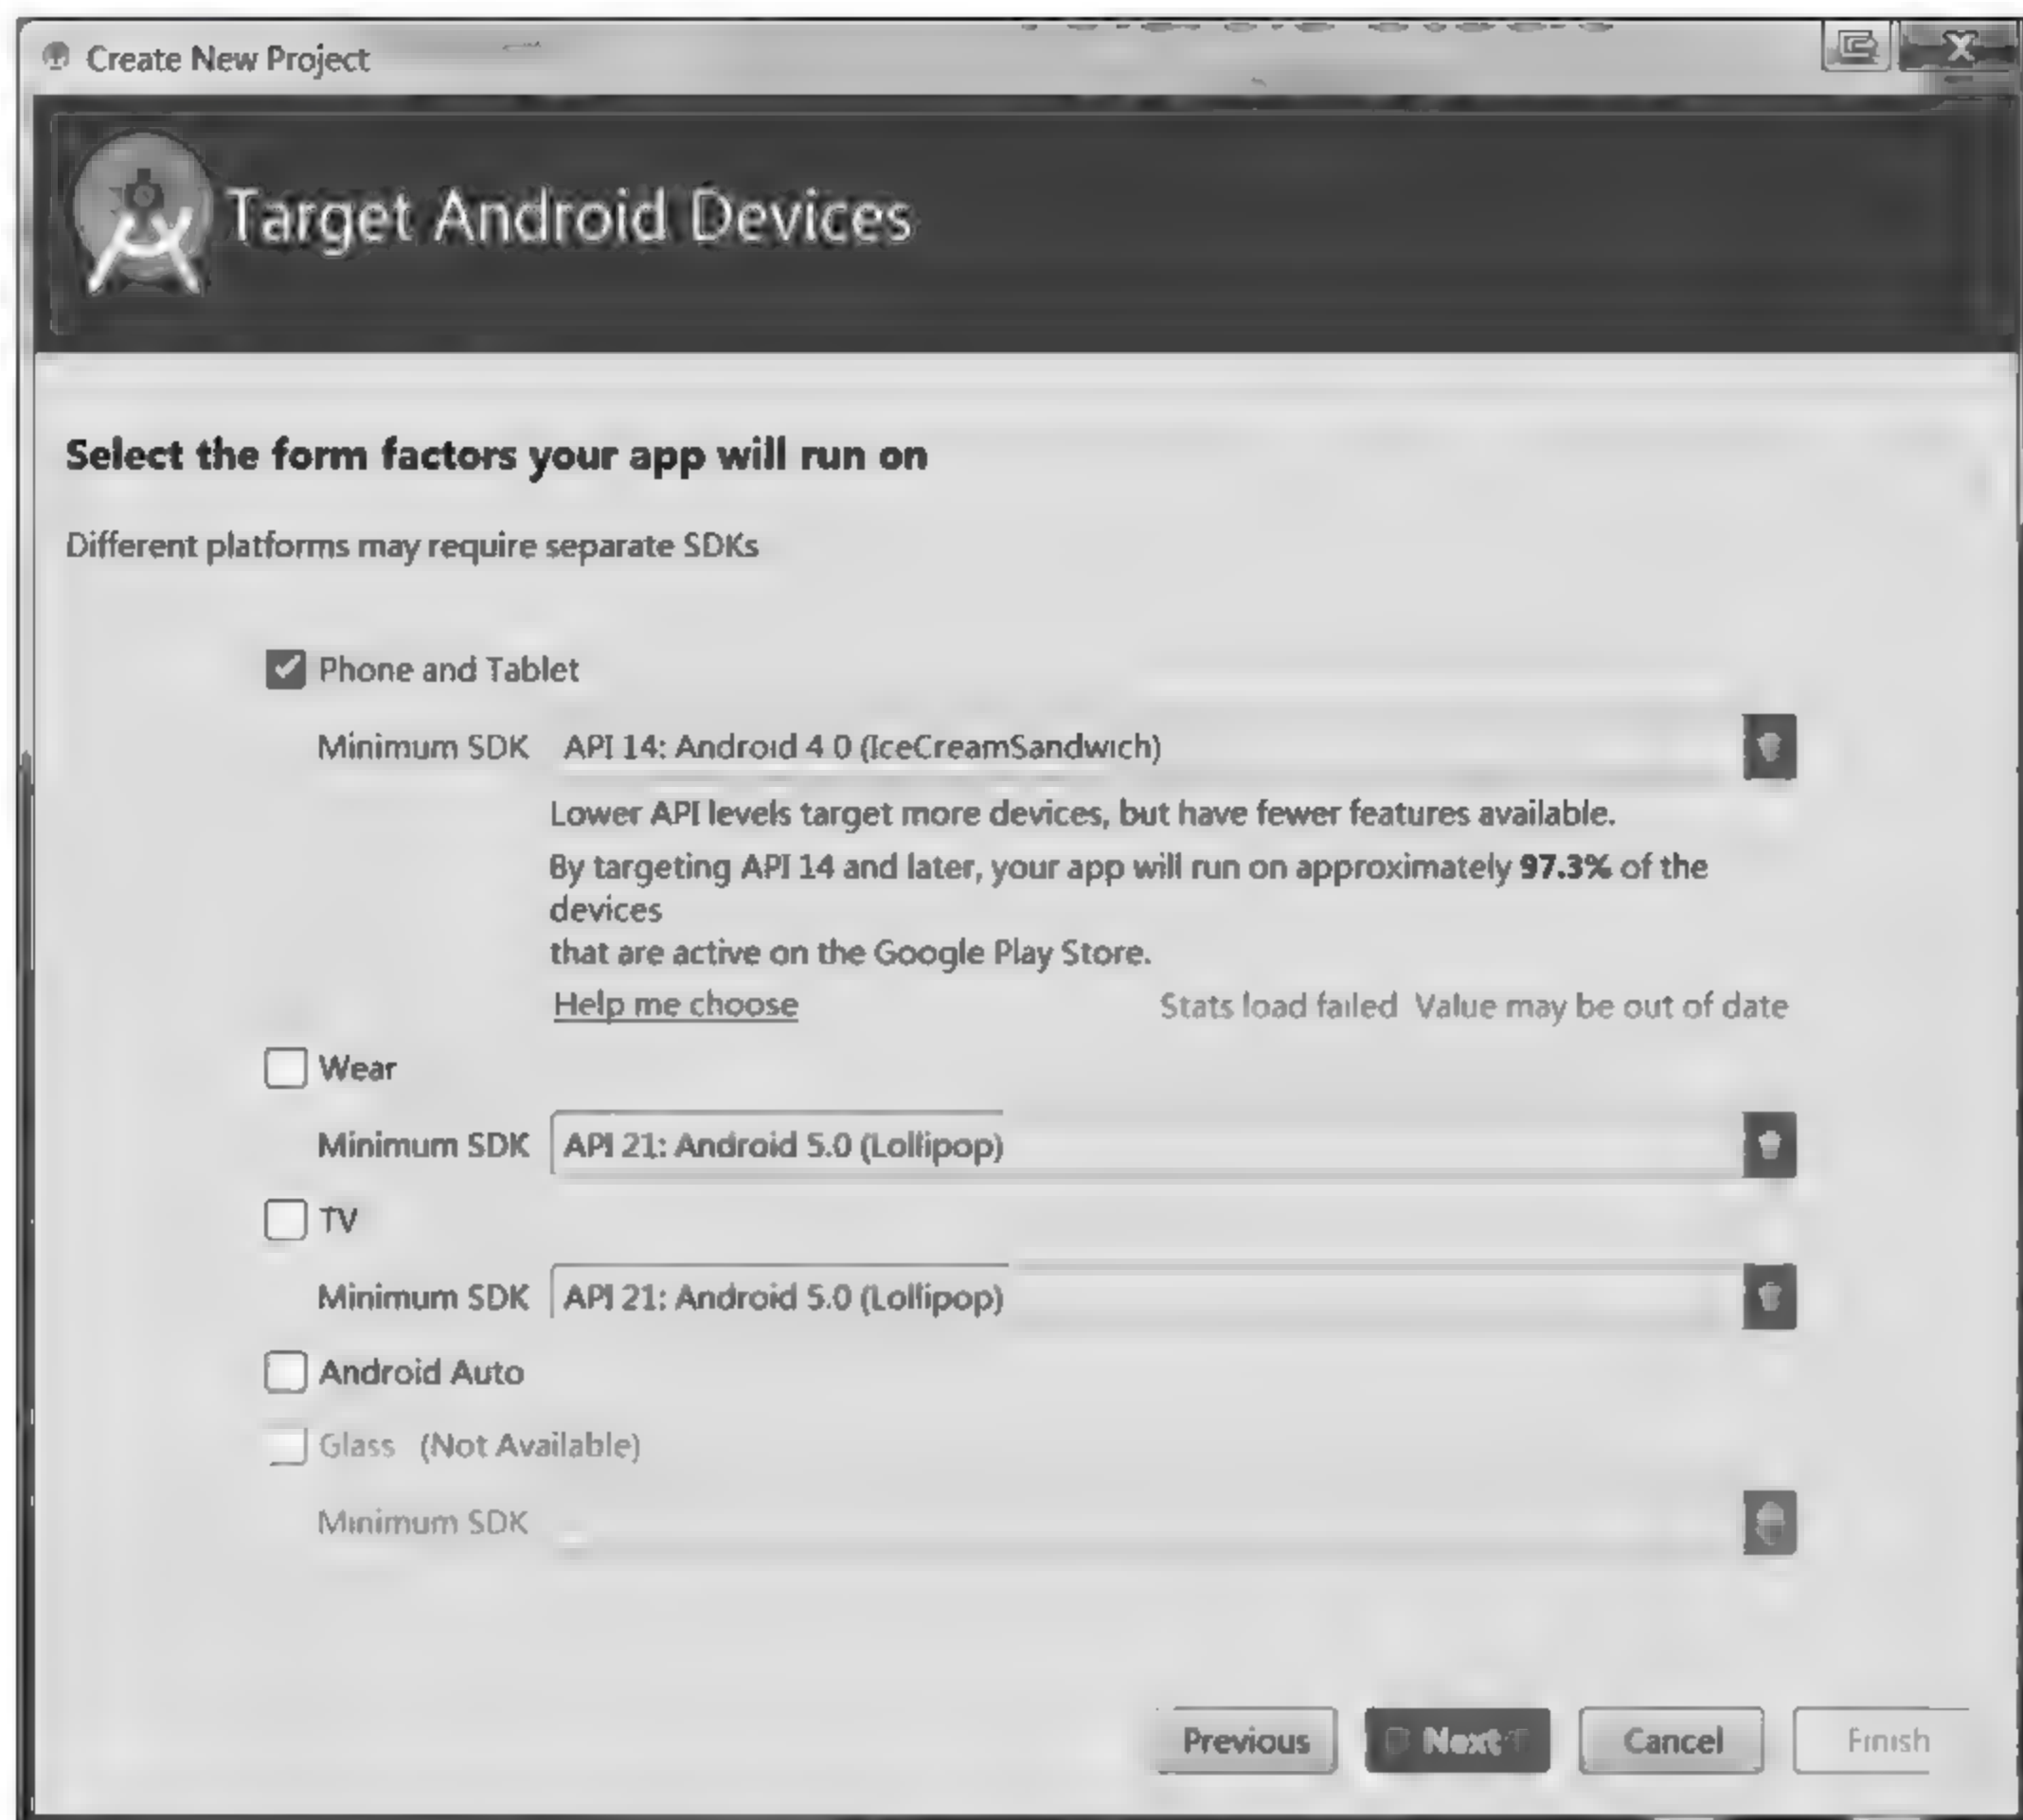 Create New Project
Target Android Devices
Select the form factors your app will run on
Different platforms may require separate SDKs
Phone and Tablet
Minimum SDK API 14: Android 4 0 (IceCreamSandwich)
Lower API levels target more devices, but have fewer features available.
By targeting API 14 and later, your app will run on approximately 97.3% of the
devices
that are active on the Google Play Store.
Help me choose Stats load failed Value may be out of date
Wear
Minimum SDK API 21: Android 5.0 (Lollipop)
TV
Minimum SDK API 21: Android 5.0 (Lollipop)
Android Auto
Glass (Not Available)
Minimum SDK
Previous Next Cancel Finish